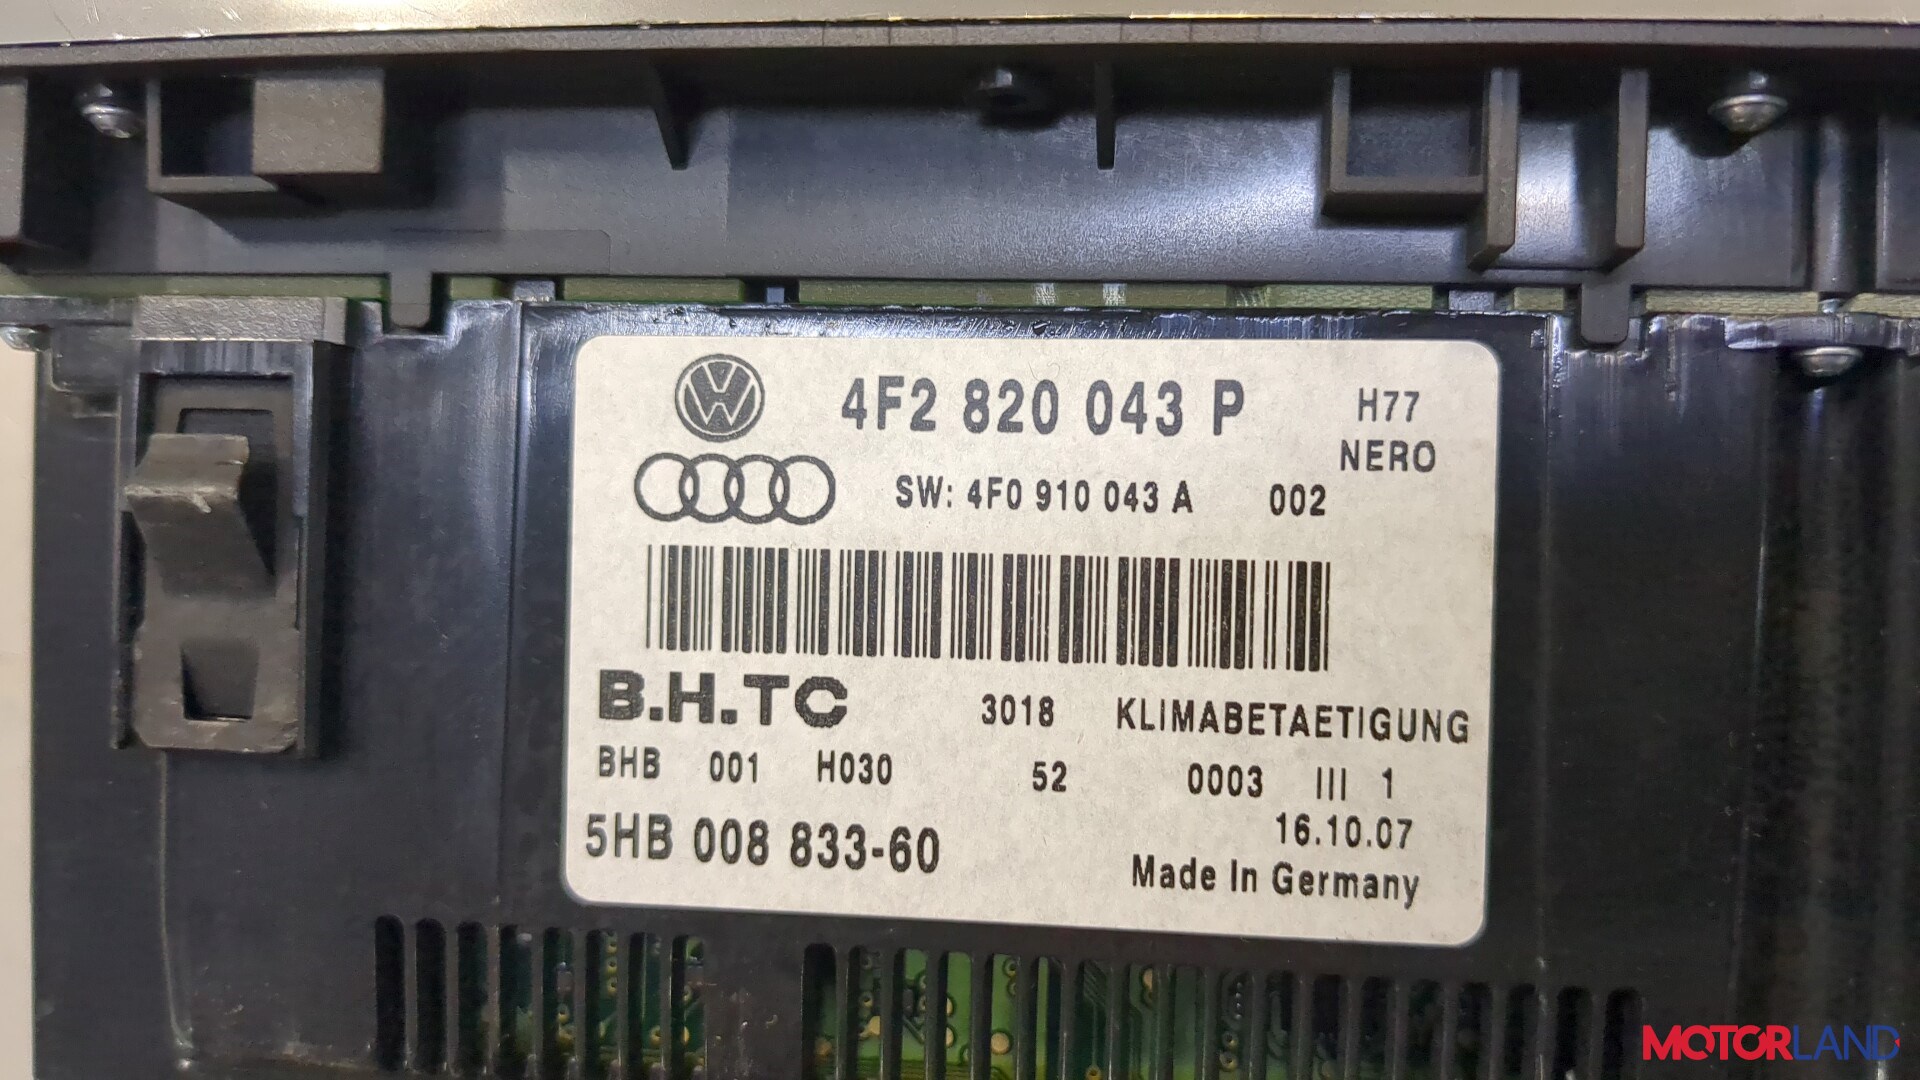 4F2 820 043 P
H77
NERO
SW: 4F0 910 043 A 002
B.H.TC 3018 KLIMABETAETIGUNG
BHB 001 H030 52 0003 III 1
16.10.07
5HB 008 833-60
Made In Germany
MOTORLAND